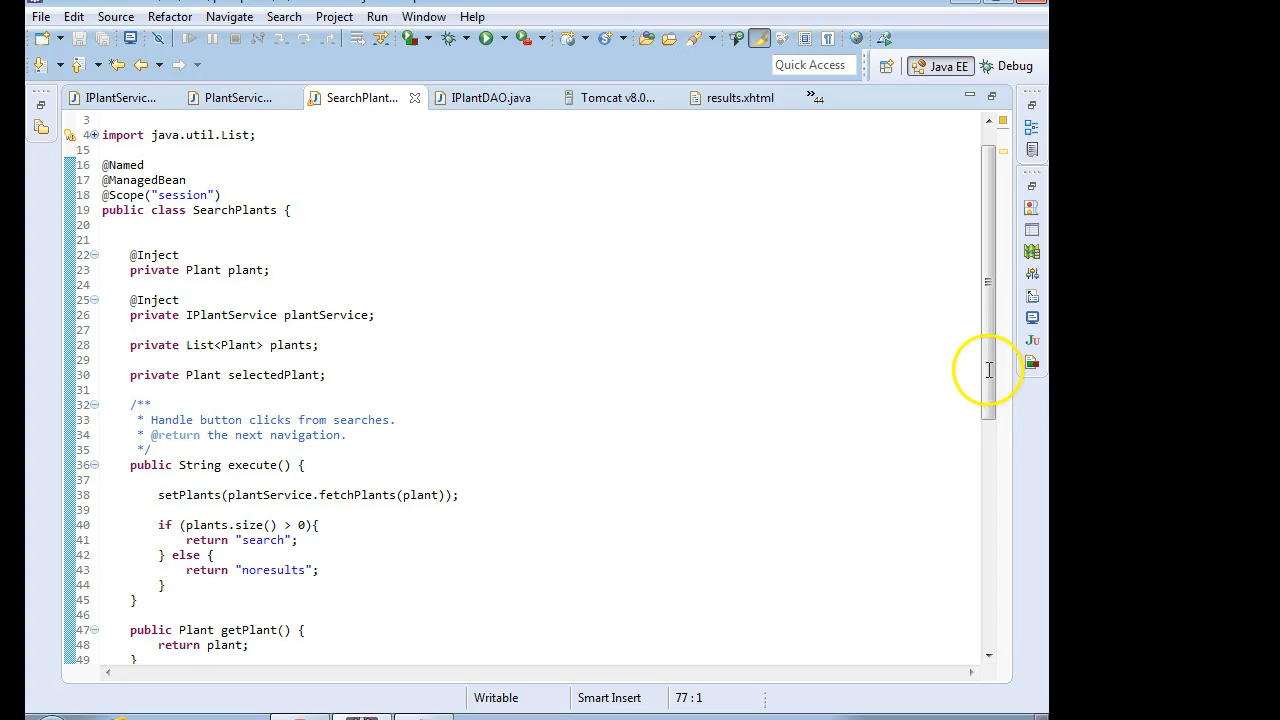 File Edit Source Refactor Navigate Search Project Run Window Help
Quick Access
Java EE
Debug
IPlantServic...
PlantServic...
SearchPlant...
IPlantDAO.java
Tomcat v8.0...
results.xhtml
»44
3
4 import java.util.List;
15
16 @Named
17 @ManagedBean
18 @Scope("session")
19 public class SearchPlants {
20
21
22 @Inject
23 private Plant plant;
24
25 @Inject
26 private IPlantService plantService;
27
28 private List<Plant> plants;
29
30 private Plant selectedPlant;
31
32 /**
33 * Handle button clicks from searches.
34 * @return the next navigation.
35 */
36 public String execute() {
37
38 setPlants(plantService.fetchPlants(plant));
39
40 if (plants.size() > 0){
41 return "search";
42 } else {
43 return "noresults";
44 }
45 }
46
47 public Plant getPlant() {
48 return plant;
49 }
Writable
Smart Insert
77 : 1